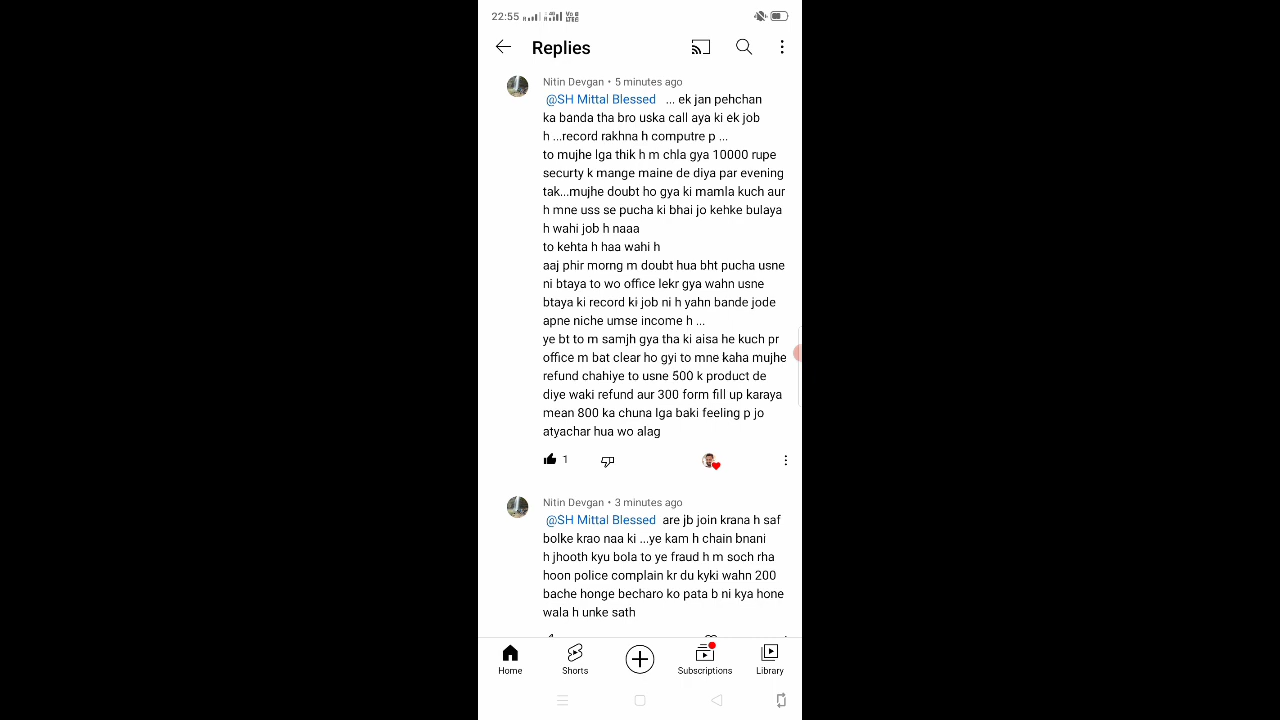 22:55
Replies
Nitin Devgan • 5 minutes ago
@SH Mittal Blessed ... ek jan pehchan
ka banda tha bro uska call aya ki ek job
h ...record rakhna h computre p ...
to mujhe lga thik h m chla gya 10000 rupe
securty k mange maine de diya par evening
tak...mujhe doubt ho gya ki mamla kuch aur
h mne uss se pucha ki bhai jo kehke bulaya
h wahi job h naaa
to kehta h haa wahi h
aaj phir morng m doubt hua bht pucha usne
ni btaya to wo office lekr gya wahn usne
btaya ki record ki job ni h yahn bande jode
apne niche umse income h ...
ye bt to m samjh gya tha ki aisa he kuch pr
office m bat clear ho gyi to mne kaha mujhe
refund chahiye to usne 500 k product de
diye waki refund aur 300 form fill up karaya
mean 800 ka chuna lga baki feeling p jo
atyachar hua wo alag
1
Nitin Devgan • 3 minutes ago
@SH Mittal Blessed are jb join krana h saf
bolke krao naa ki ...ye kam h chain bnani
h jhooth kyu bola to ye fraud h m soch rha
hoon police complain kr du kyki wahn 200
bache honge becharo ko pata b ni kya hone
wala h unke sath
Home Shorts Subscriptions Library